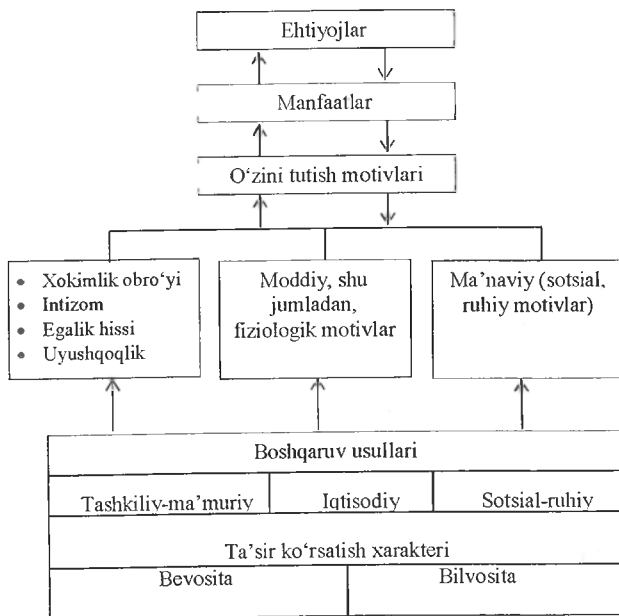 Ehtiyojlar
Manfaatlar
O‘zini tutish motivlari
• Xokimlik obro‘yi
• Intizom
• Egalik hissi
• Uyushqoqlik
Moddiy, shu
jumladan,
fiziologik motivlar
Ma’naviy (sotsial,
ruhiy motivlar)
Boshqaruv usullari
Tashkiliy-ma’muriy
Iqtisodiy
Sotsial-ruhiy
Ta’sir ko‘rsatish xarakteri
Bevosita
Bilvosita